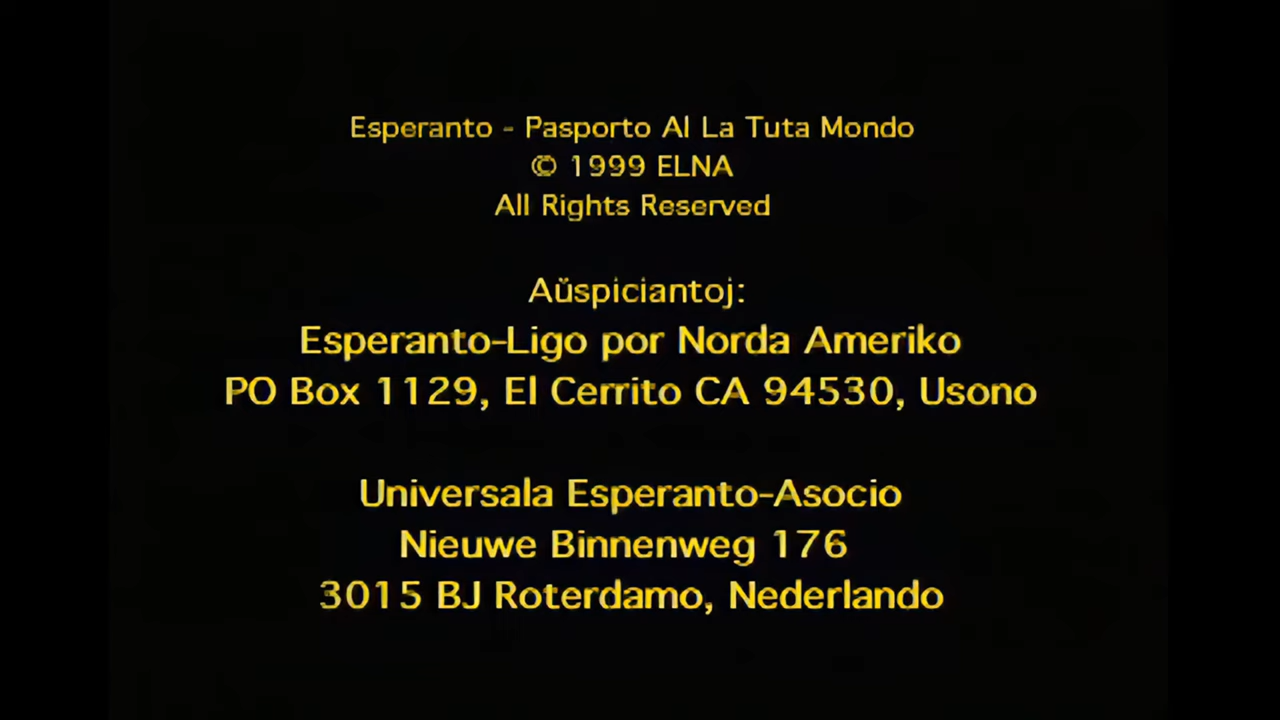 Esperanto - Pasporto Al La Tuta Mondo
© 1999 ELNA
All Rights Reserved
Aŭspiciantoj:
Esperanto-Ligo por Norda Ameriko
PO Box 1129, El Cerrito CA 94530, Usono
Universala Esperanto-Asocio
Nieuwe Binnenweg 176
3015 BJ Roterdamo, Nederlando